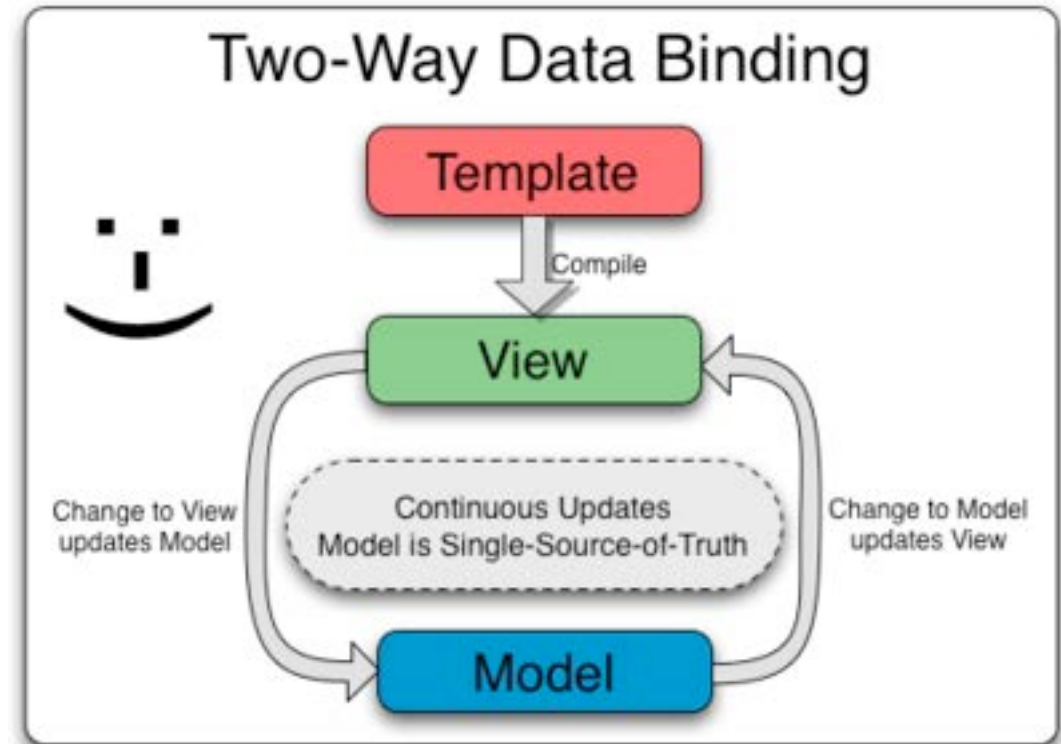 Two-Way Data Binding
Template
Compile
View
Change to View
updates Model
Continuous Updates
Model is Single-Source-of-Truth
Change to Model
updates View
Model